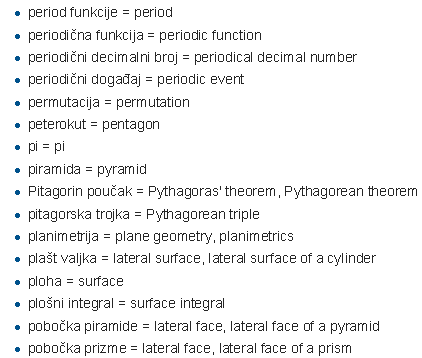 period funkcije = period
periodična funkcija = periodic function
periodični decimalni broj = periodical decimal number
periodični događaj = periodic event
permutacija = permutation
peterokut = pentagon
pi = pi
piramida = pyramid
Pitagorin poučak = Pythagoras' theorem, Pythagorean theorem
pitagorska trojka = Pythagorean triple
planimetrija = plane geometry, planimetrics
plašt valjka = lateral surface, lateral surface of a cylinder
ploha = surface
plošni integral = surface integral
pobočka piramide = lateral face, lateral face of a pyramid
pobočka prizme = lateral face, lateral face of a prism